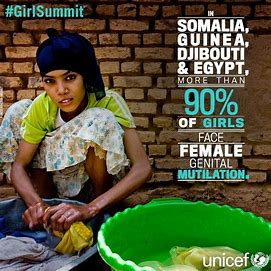 #GirlSummit
IN
SOMALIA,
GUINEA,
DJIBOUTI
& EGYPT,
MORE THAN
90%
OF GIRLS
FACE
FEMALE
GENITAL
MUTILATION.
unicef